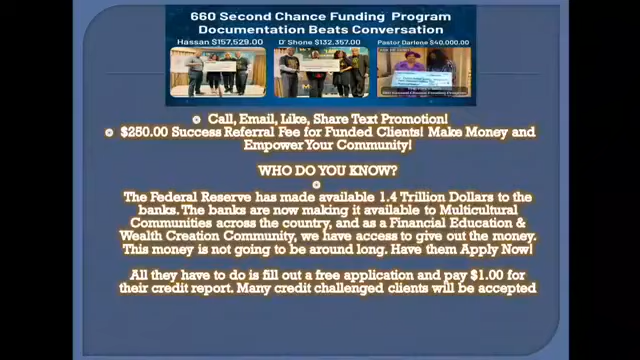 660 Second Chance Funding Program
Documentation Beats Conversation
Hassan $157,529.00 D' Shone $132,357.00 Pastor Darlene $40,000.00
660 Second Chance Funding Program
Call, Email, Like, Share Text Promotion!
$250.00 Success Referral Fee for Funded Clients! Make Money and
Empower Your Community!
WHO DO YOU KNOW?
The Federal Reserve has made available 1.4 Trillion Dollars to the
banks. The banks are now making it available to Multicultural
Communities across the country, and as a Financial Education &
Wealth Creation Community, we have access to give out the money.
This money is not going to be around long. Have them Apply Now!
All they have to do is fill out a free application and pay $1.00 for
their credit report. Many credit challenged clients will be accepted